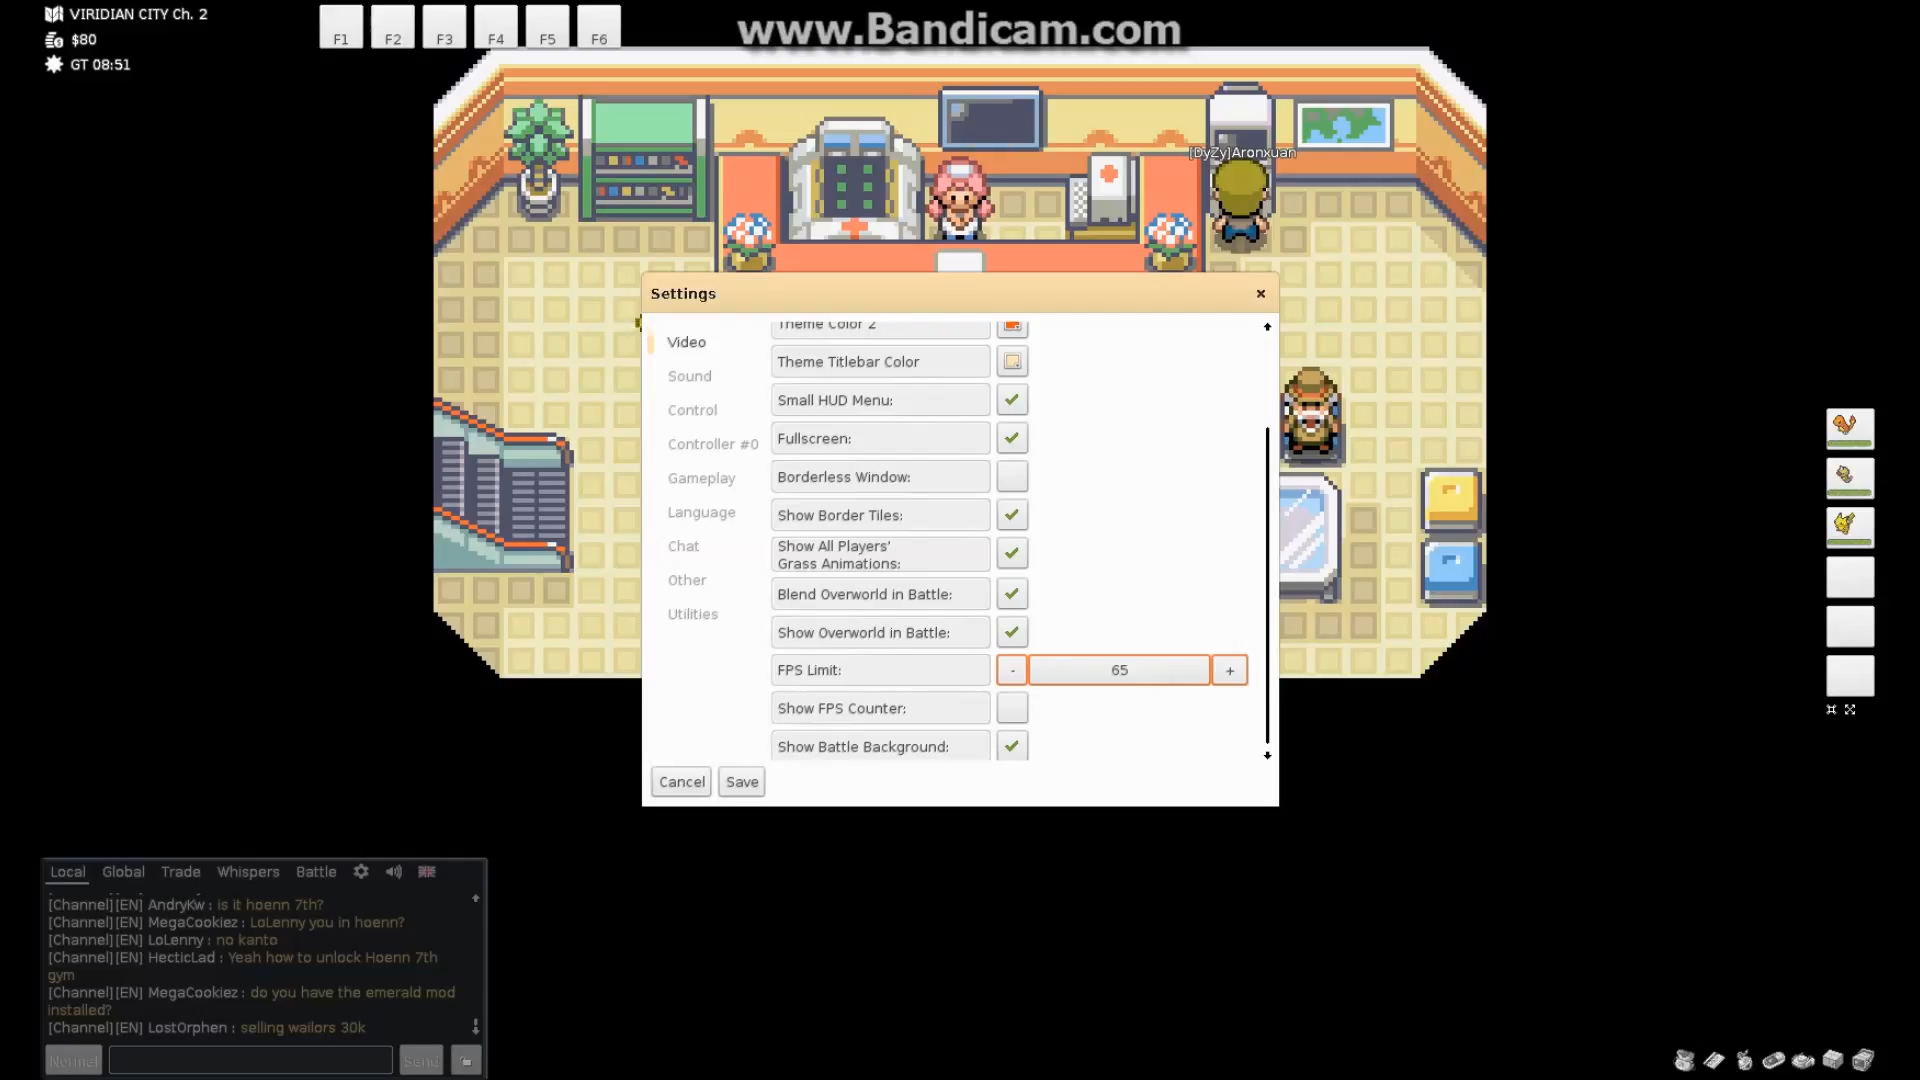 VIRIDIAN CITY Ch. 2
$80
GT 08:51
F1 F2 F3 F4 F5 F6
www.Bandicam.com
[DyZy]Aronxuan
Settings
Video
Sound
Control
Controller #0
Gameplay
Language
Chat
Other
Utilities
Theme Color 2
Theme Titlebar Color
Small HUD Menu:
Fullscreen:
Borderless Window:
Show Border Tiles:
Show All Players'
Grass Animations:
Blend Overworld in Battle:
Show Overworld in Battle:
FPS Limit: - 65 +
Show FPS Counter:
Show Battle Background:
Cancel Save
Local Global Trade Whispers Battle
[Channel][EN] AndryKw : is it hoenn 7th?
[Channel][EN] MegaCookiez : LoLenny you in hoenn?
[Channel][EN] LoLenny : no kanto
[Channel][EN] HecticLad : Yeah how to unlock Hoenn 7th
gym
[Channel][EN] MegaCookiez : do you have the emerald mod
installed?
[Channel][EN] LostOrphen : selling wailors 30k
Normal Send